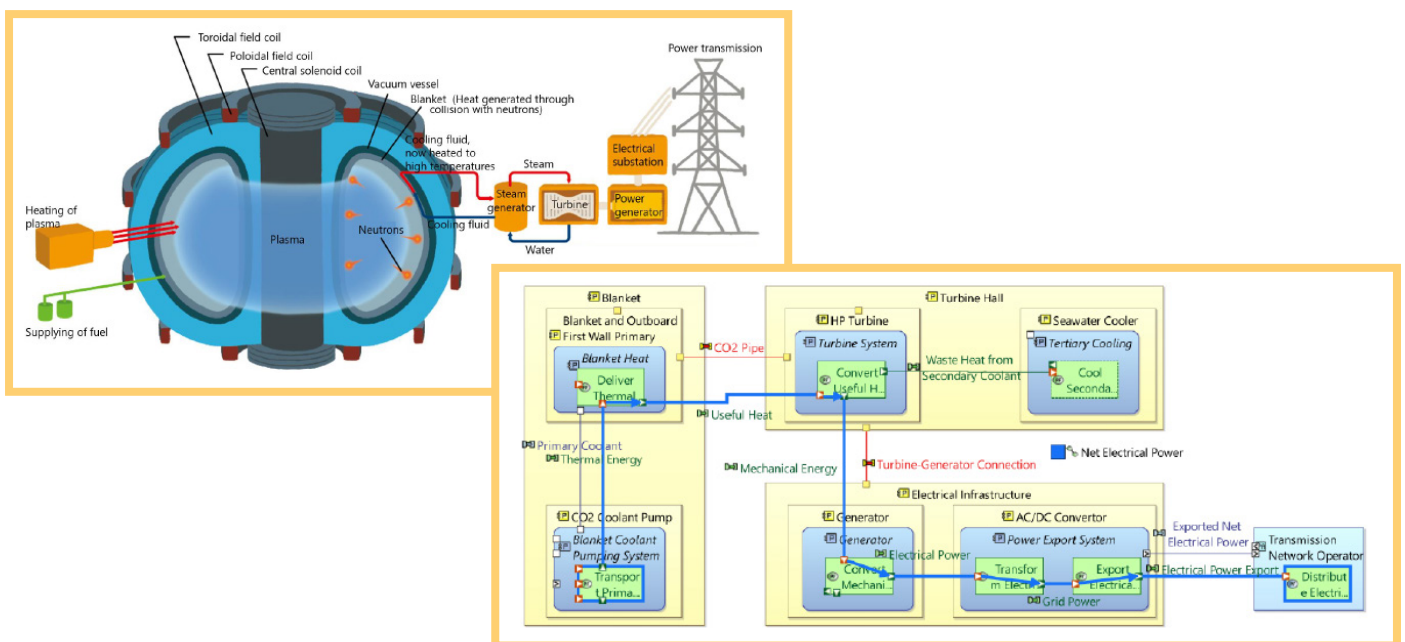 Toroidal field coil
Poloidal field coil
Central solenoid coil
Vacuum vessel
Blanket (Heat generated through
collision with neutrons)
Cooling fluid,
now heated to
high temperatures
Power transmission
Electrical
substation
Steam
Steam
generator
Turbine
Power
generator
Cooling fluid
Water
Heating of
plasma
Plasma
Neutrons
Supplying of fuel
Blanket
Blanket and Outboard
First Wall Primary
Blanket Heat
Deliver
Thermal
CO2 Pipe
Turbine Hall
HP Turbine
Turbine System
Convert
Useful H...
Waste Heat from
Secondary Coolant
Seawater Cooler
Tertiary Cooling
Cool
Seconda...
Useful Heat
Primary Coolant
Thermal Energy
Mechanical Energy
Turbine-Generator Connection
Net Electrical Power
CO2 Coolant Pump
Blanket Coolant
Pumping System
Transpor
t Prima...
Electrical Infrastructure
Generator
Generator
Convert
Mechani...
Electrical Power
AC/DC Convertor
Power Export System
Transfor
m Electr...
Grid Power
Export
Electrica...
Exported Net
Electrical Power
Electrical Power Export
Transmission
Network Operator
Distribut
e Electri...